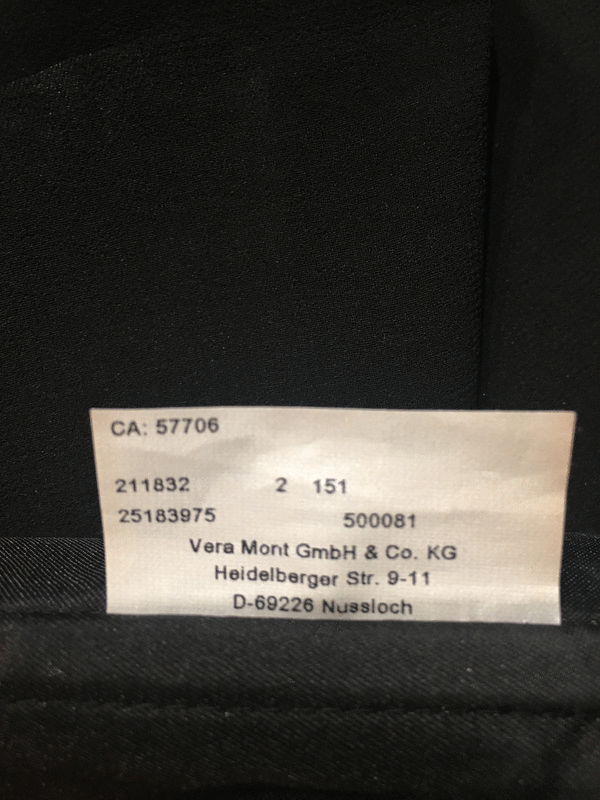 CA: 57706
211832 2 151
25183975 500081
Vera Mont GmbH & Co. KG
Heidelberger Str. 9-11
D-69226 Nussloch